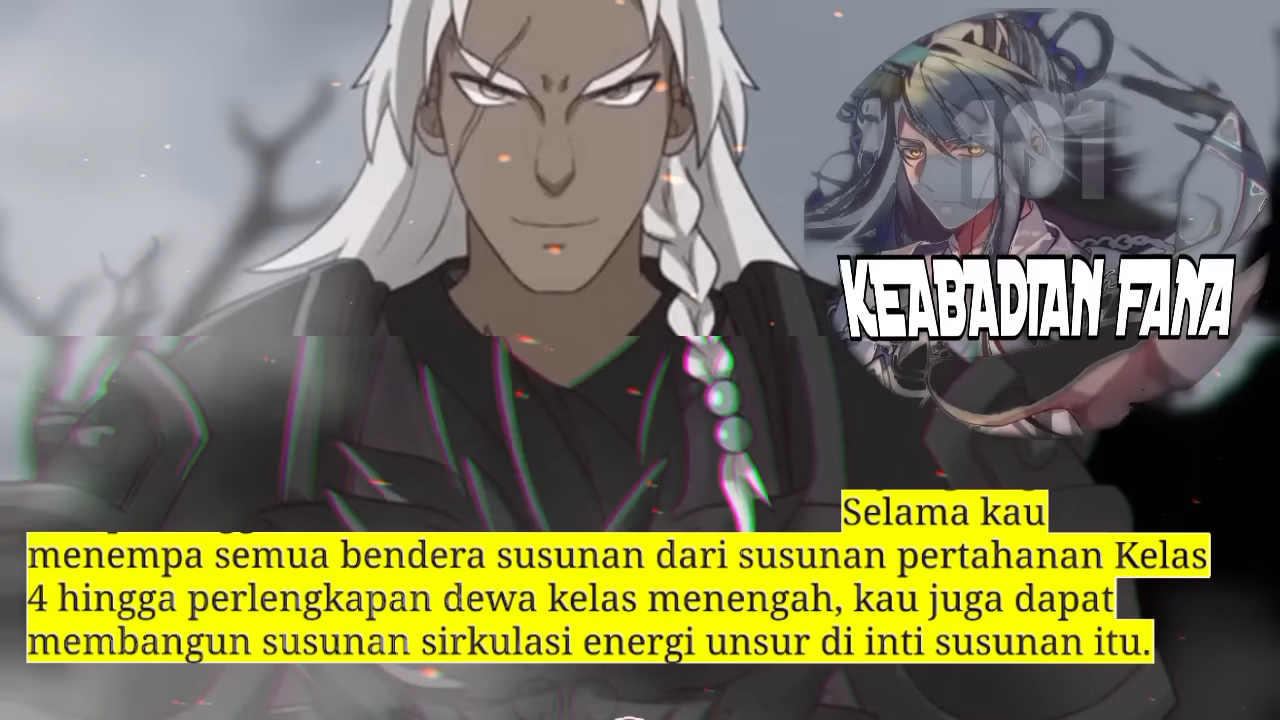 191
KEABADIAN FANA
Selama kau
menempa semua bendera susunan dari susunan pertahanan Kelas
4 hingga perlengkapan dewa kelas menengah, kau juga dapat
membangun susunan sirkulasi energi unsur di inti susunan itu.